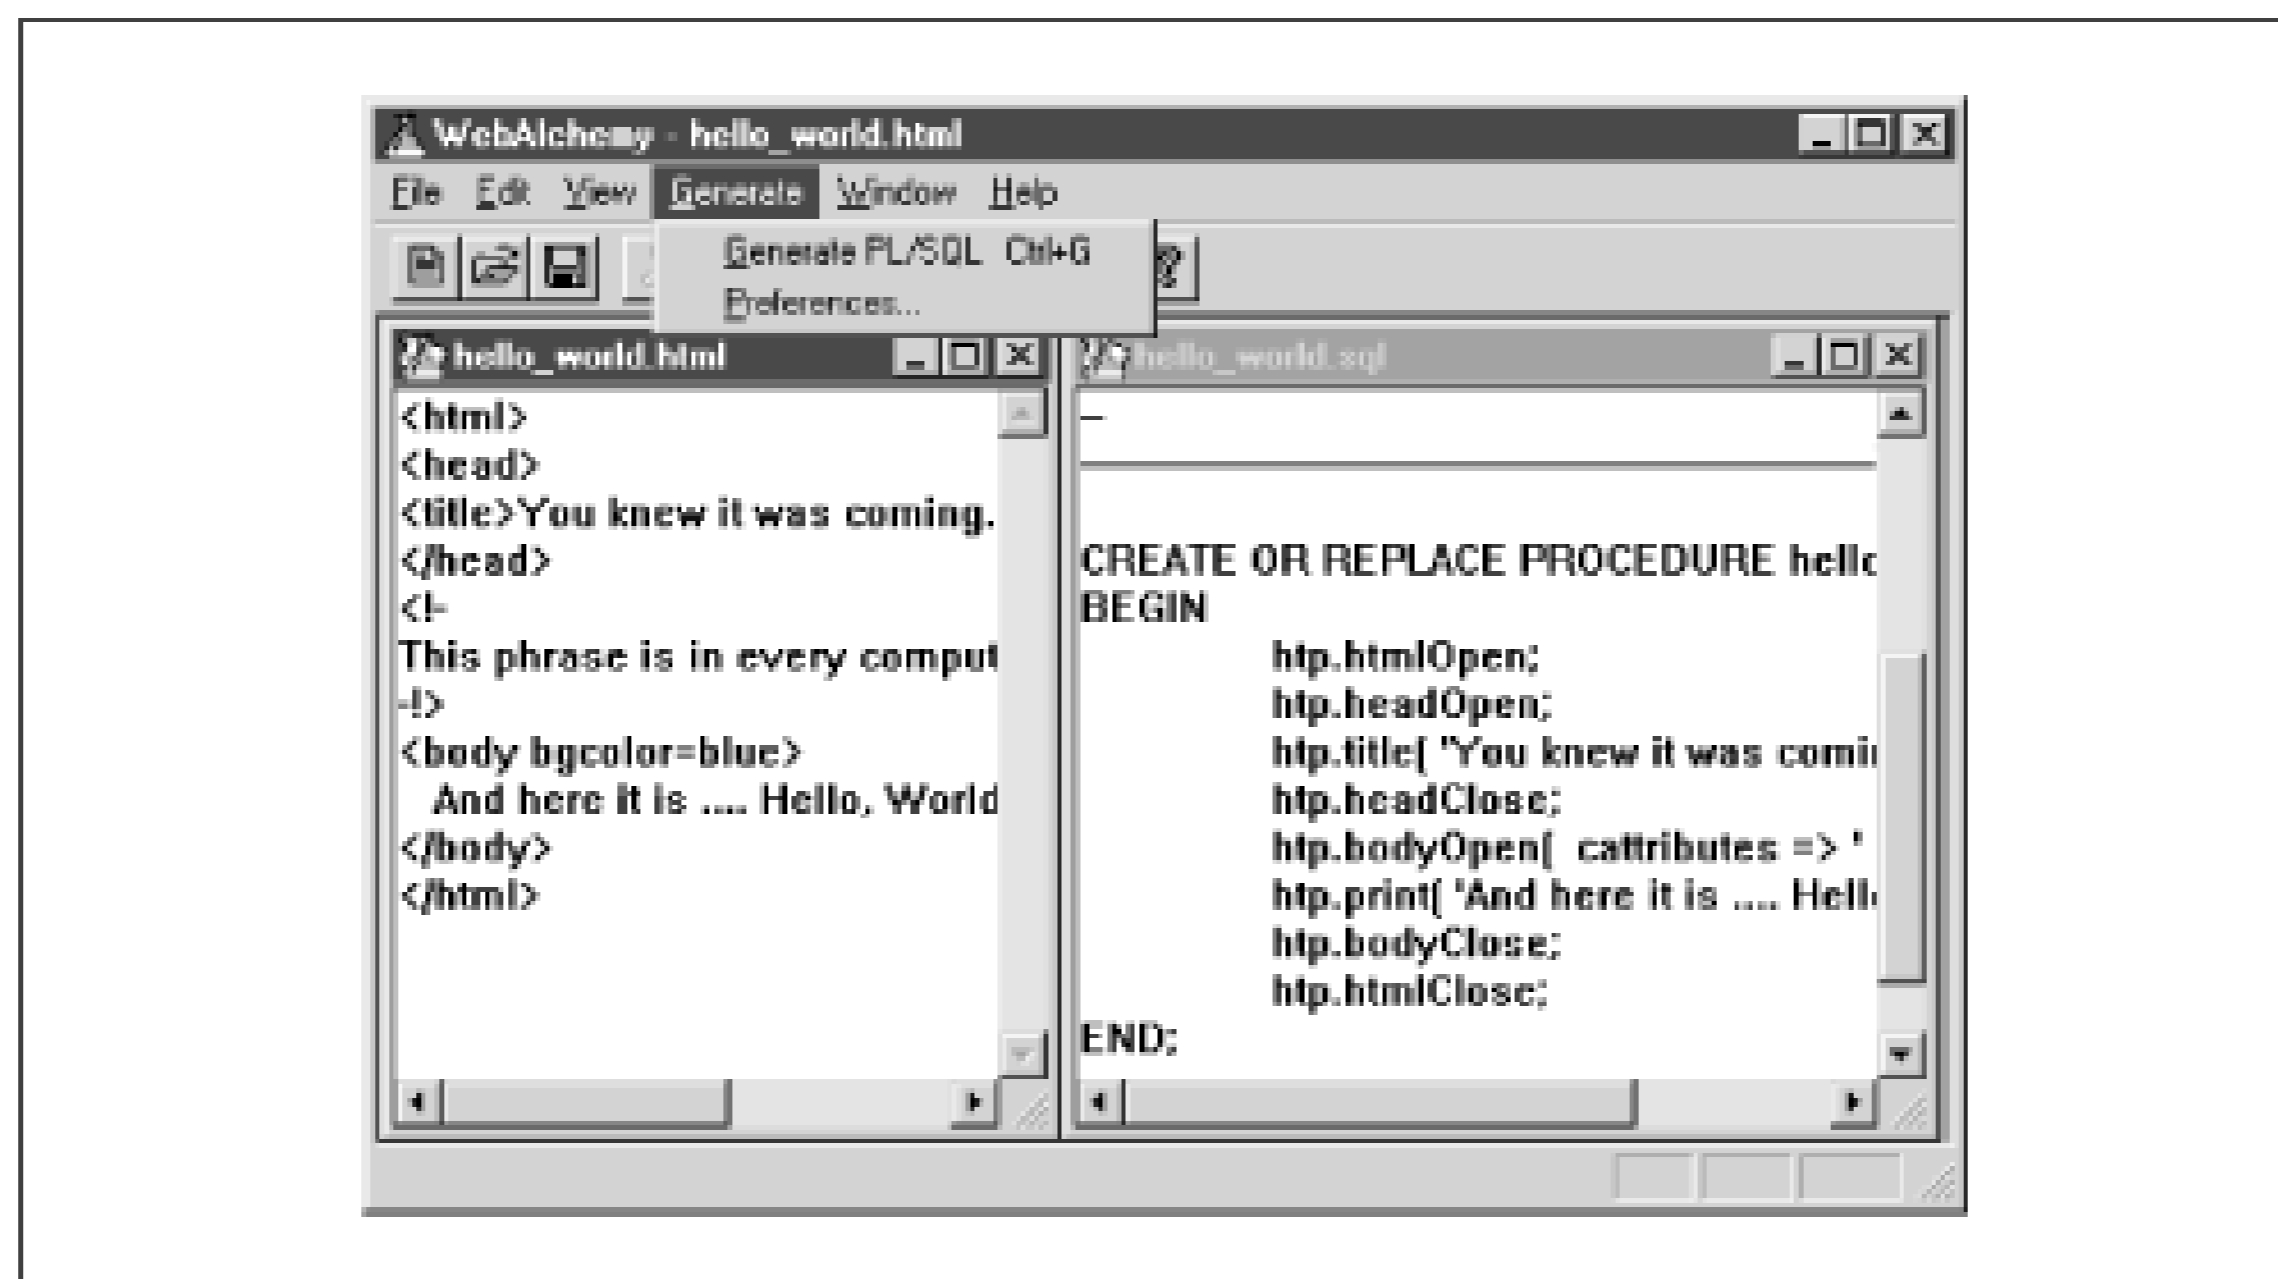 WebAlchemy - hello_world.html
File Edit View Generate Window Help
Generate PL/SQL Ctrl+G
Preferences...
hello_world.html
<html>
<head>
<title>You knew it was coming.
</head>
<!-
This phrase is in every comput
-!>
<body bgcolor=blue>
And here it is .... Hello, World
</body>
</html>
hello_world.sql
CREATE OR REPLACE PROCEDURE hello
BEGIN
htp.htmlOpen;
htp.headOpen;
htp.title( 'You knew it was comin
htp.headClose;
htp.bodyOpen( cattributes => '
htp.print( 'And here it is .... Hello
htp.bodyClose;
htp.htmlClose;
END;